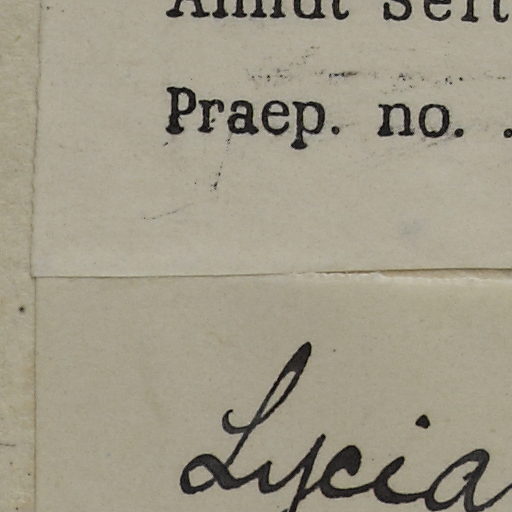 Praep. no. .
Lycia